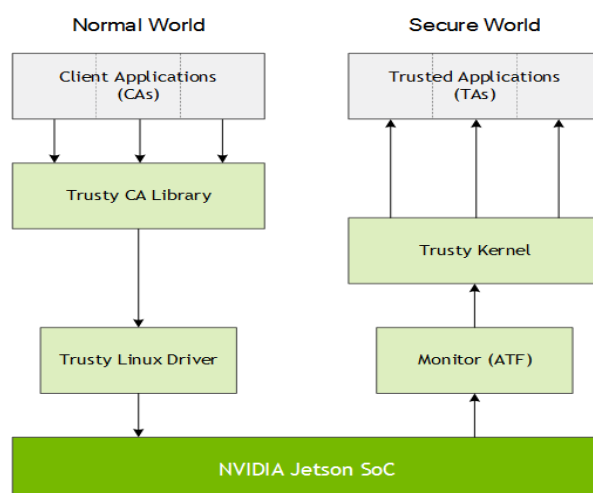 Normal World
Secure World
Client Applications
(CAs)
Trusted Applications
(TAs)
Trusty CA Library
Trusty Kernel
Trusty Linux Driver
Monitor (ATF)
NVIDIA Jetson SoC